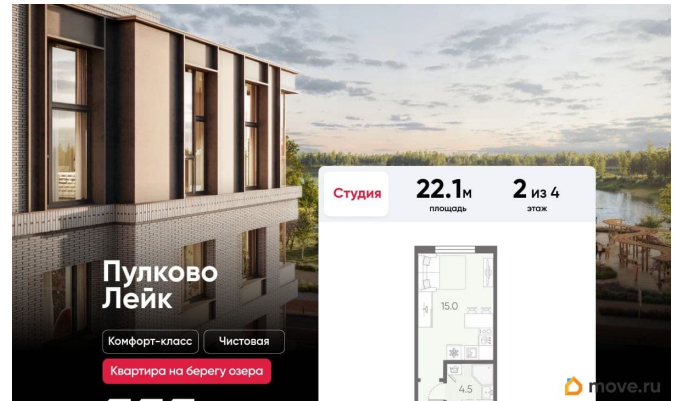 Студия
22.1м
площадь
2 из 4
этаж
Пулково
Лейк
15.0
Комфорт-класс
Чистовая
Квартира на берегу озера
4.5
move.ru